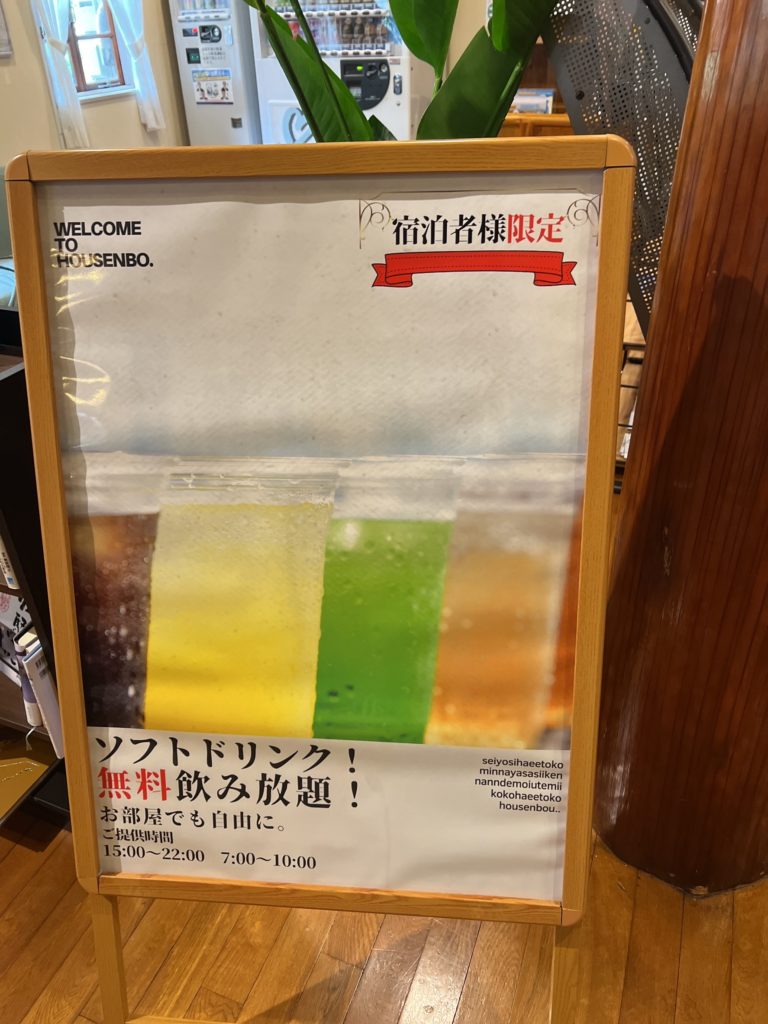 WELCOME
TO
HOUSENBO.
宿泊者様限定
ソフトドリンク！
無料飲み放題！
お部屋でも自由に。
ご提供時間
15:00〜22:00 7:00〜10:00
seiyosihaeetoko
minnayasasiiken
nanndemoiutemii
kokohaeetoko
housenbou..